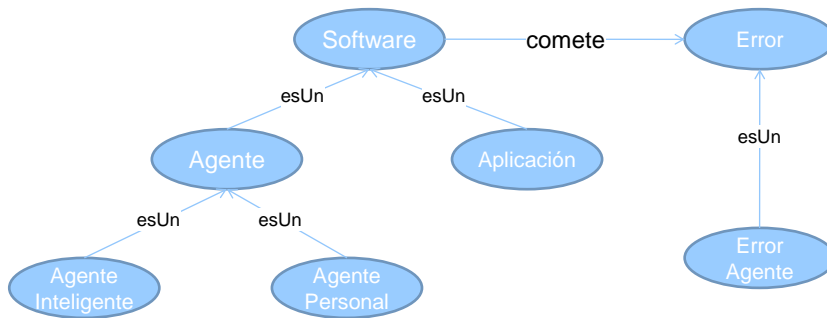 Software
comete
Error
esUn
esUn
esUn
Agente
Aplicación
esUn
esUn
Agente
Inteligente
Agente
Personal
Error
Agente